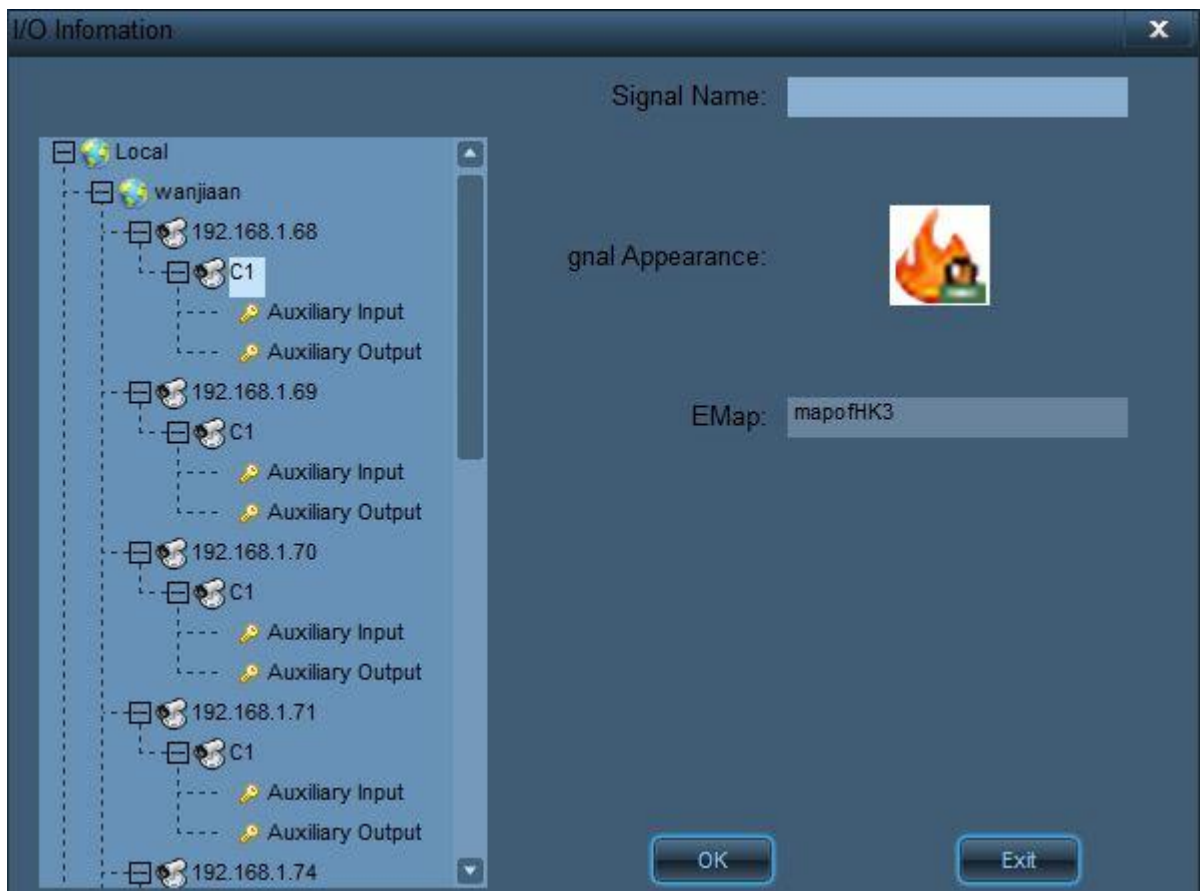 I/O Infomation
X
Signal Name:
Local
wanjiaan
192.168.1.68
C1
Auxiliary Input
Auxiliary Output
192.168.1.69
C1
Auxiliary Input
Auxiliary Output
192.168.1.70
C1
Auxiliary Input
Auxiliary Output
192.168.1.71
C1
Auxiliary Input
Auxiliary Output
192.168.1.74
gnal Appearance:
EMap: mapofHK3
OK
Exit